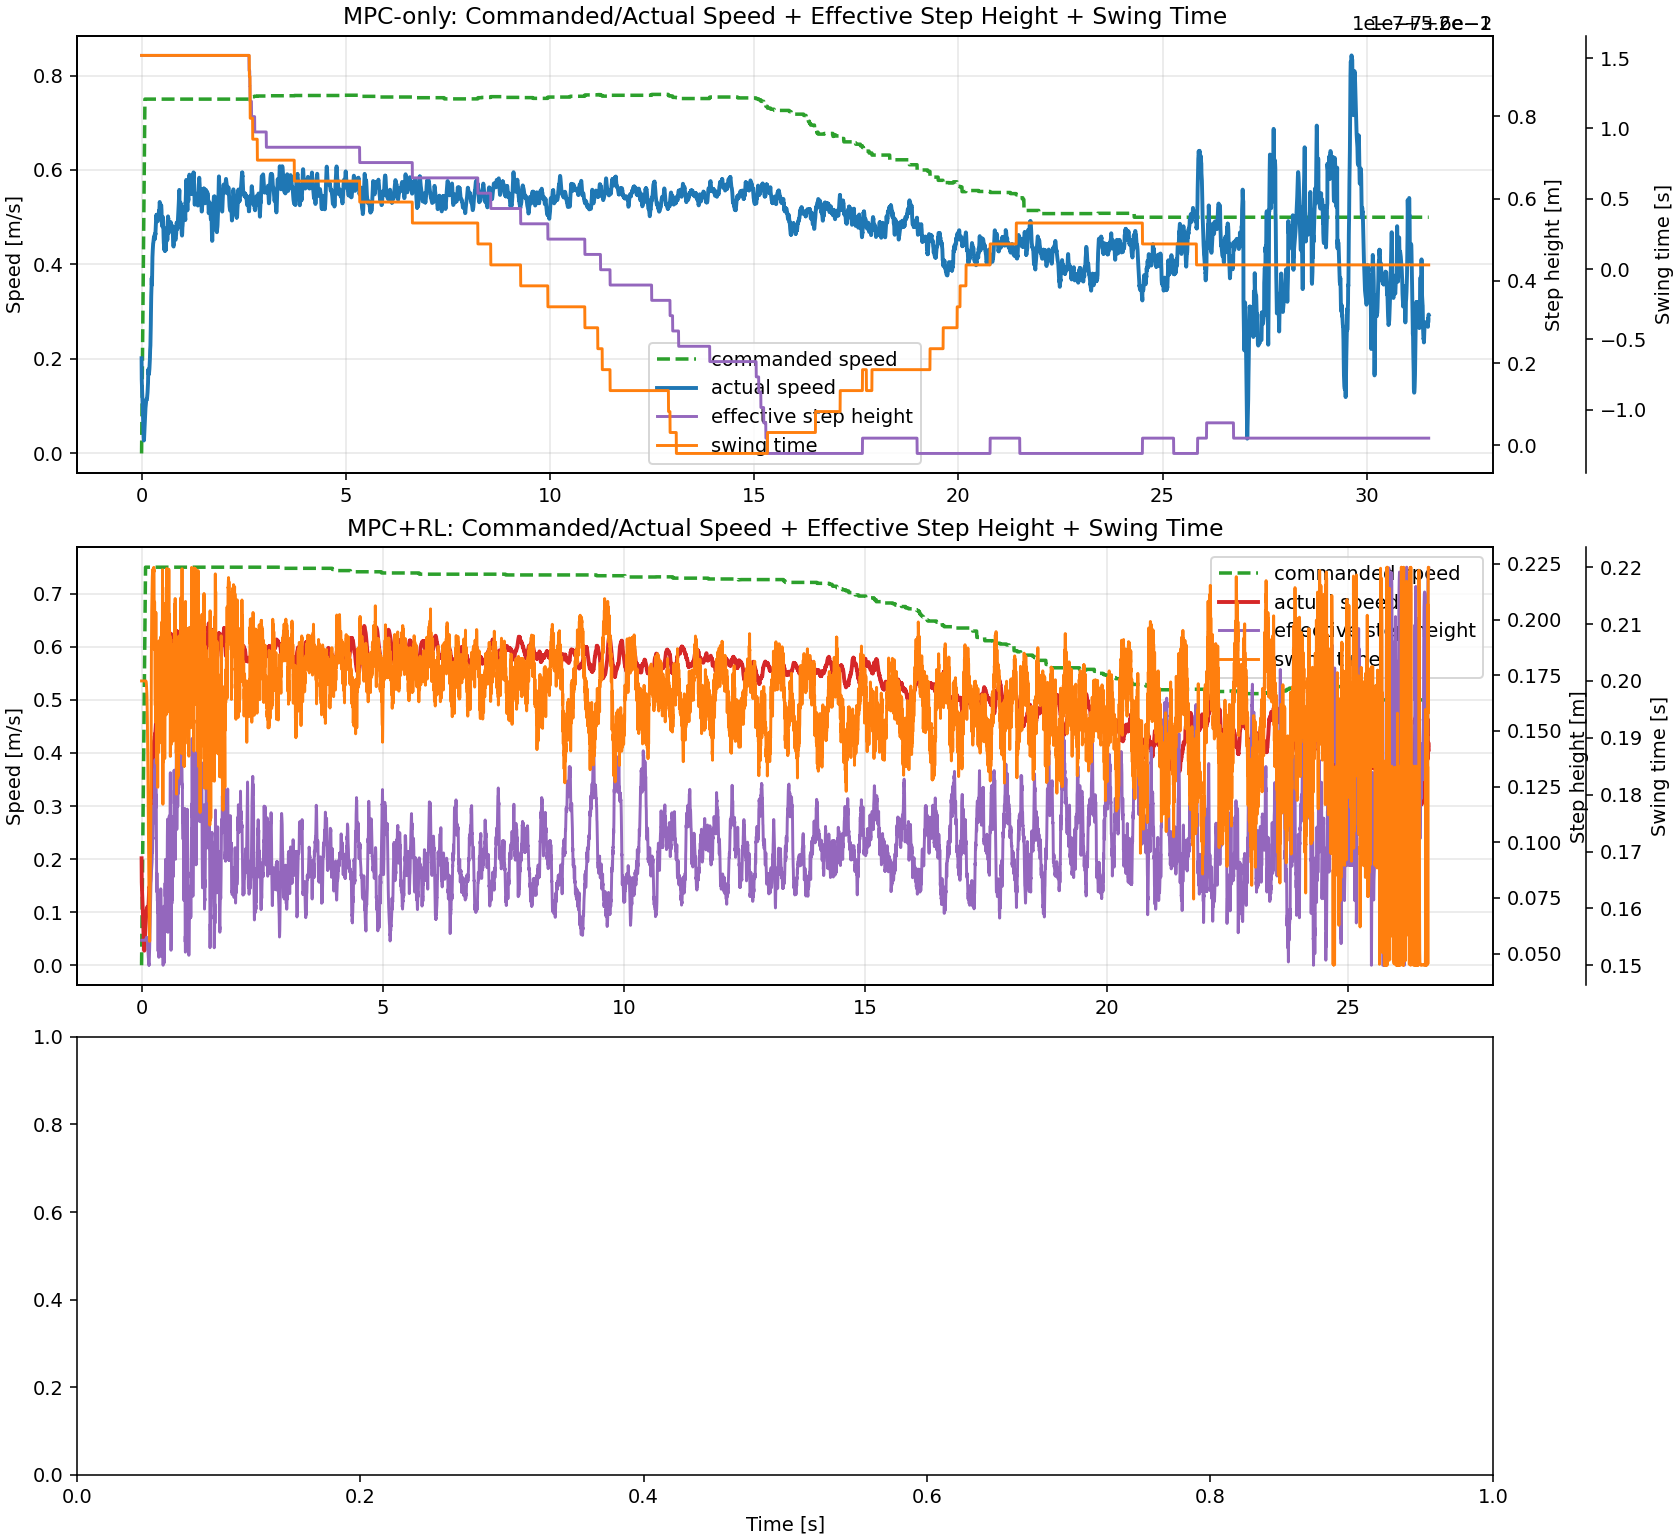 MPC-only: Commanded/Actual Speed + Effective Step Height + Swing Time
0.8
0.6
0.4
0.2
0.0
Speed [m/s]
0 5 10 15 20 25 30
0.8
0.6
0.4
0.2
0.0
Step height [m]
1.5
1.0
0.5
0.0
−0.5
−1.0
Swing time [s]
commanded speed
actual speed
effective step height
swing time
MPC+RL: Commanded/Actual Speed + Effective Step Height + Swing Time
0.7
0.6
0.5
0.4
0.3
0.2
0.1
0.0
Speed [m/s]
0 5 10 15 20 25
0.225
0.200
0.175
0.150
0.125
0.100
0.075
0.050
Step height [m]
0.22
0.21
0.20
0.19
0.18
0.17
0.16
0.15
Swing time [s]
commanded speed
actual speed
effective step height
swing time
1.0
0.8
0.6
0.4
0.2
0.0
0.0 0.2 0.4 0.6 0.8 1.0
Time [s]